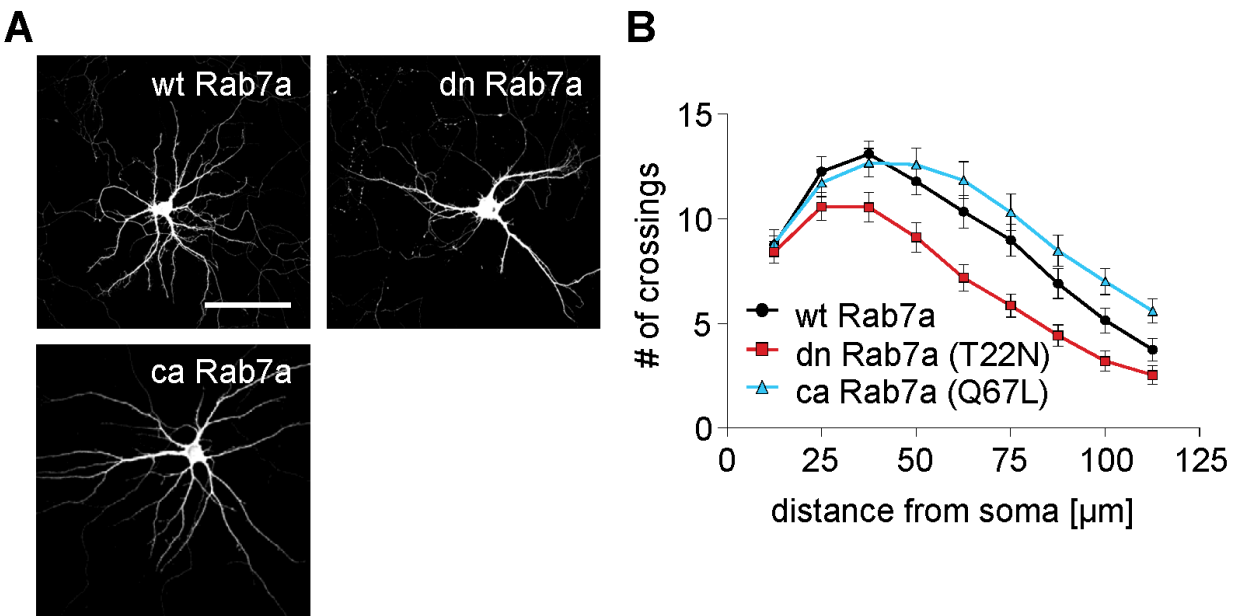 A
wt Rab7a
dn Rab7a
ca Rab7a
B
15
10
5
0
# of crossings
wt Rab7a
dn Rab7a (T22N)
ca Rab7a (Q67L)
0 25 50 75 100 125
distance from soma [µm]